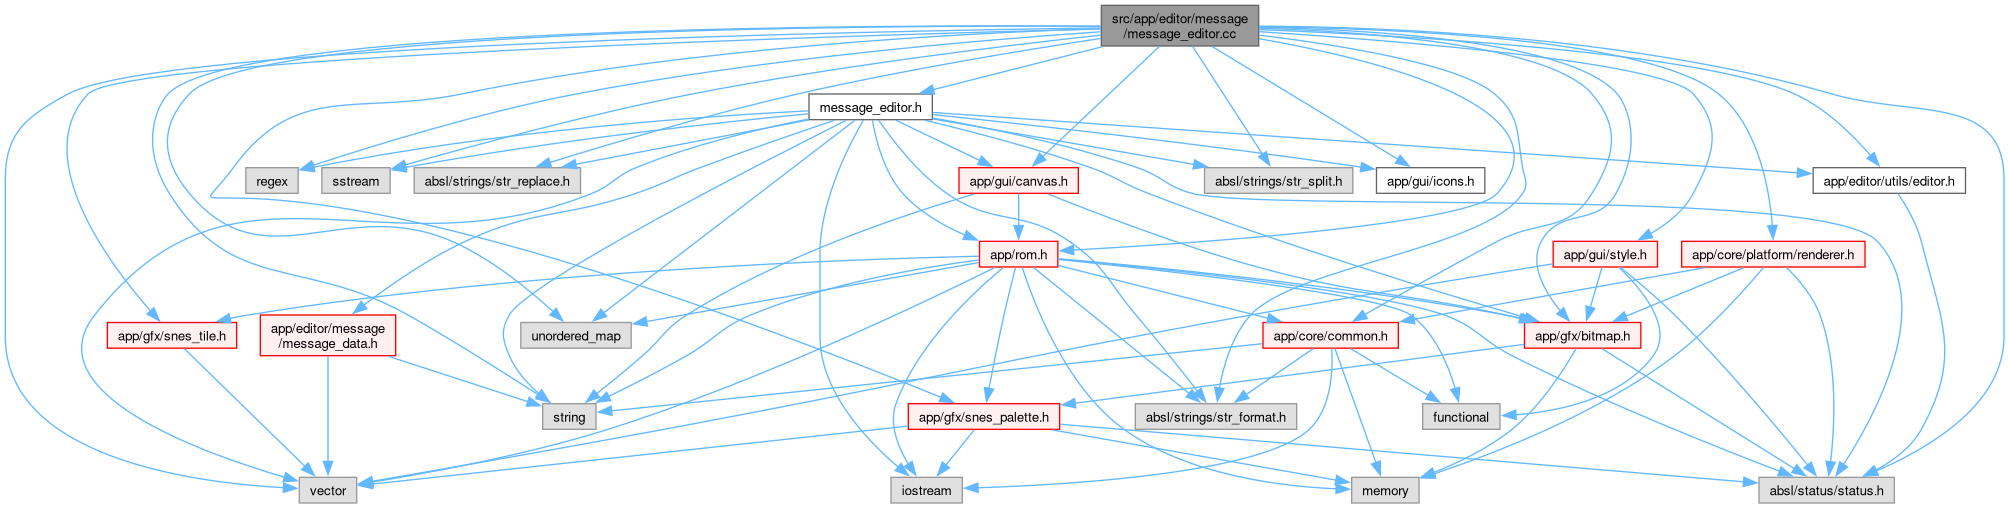 src/app/editor/message
/message_editor.cc
message_editor.h
regex
sstream
absl/strings/str_replace.h
app/gui/canvas.h
absl/strings/str_split.h
app/gui/icons.h
app/editor/utils/editor.h
app/rom.h
app/gui/style.h
app/core/platform/renderer.h
app/gfx/snes_tile.h
app/editor/message
/message_data.h
unordered_map
app/core/common.h
app/gfx/bitmap.h
string
app/gfx/snes_palette.h
absl/strings/str_format.h
functional
vector
iostream
memory
absl/status/status.h